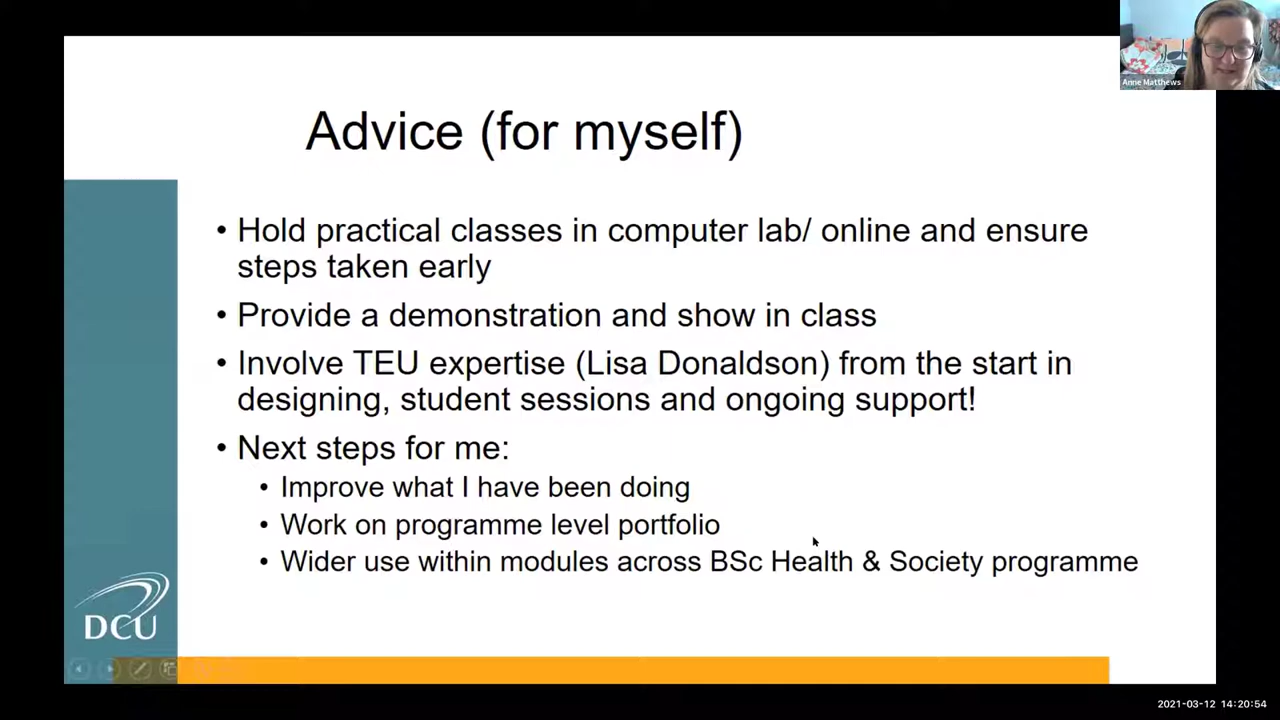 Anne Matthews
Advice (for myself)
• Hold practical classes in computer lab/ online and ensure
steps taken early
• Provide a demonstration and show in class
• Involve TEU expertise (Lisa Donaldson) from the start in
designing, student sessions and ongoing support!
• Next steps for me:
• Improve what I have been doing
• Work on programme level portfolio
• Wider use within modules across BSc Health & Society programme
DCU
2021-03-12 14:20:54